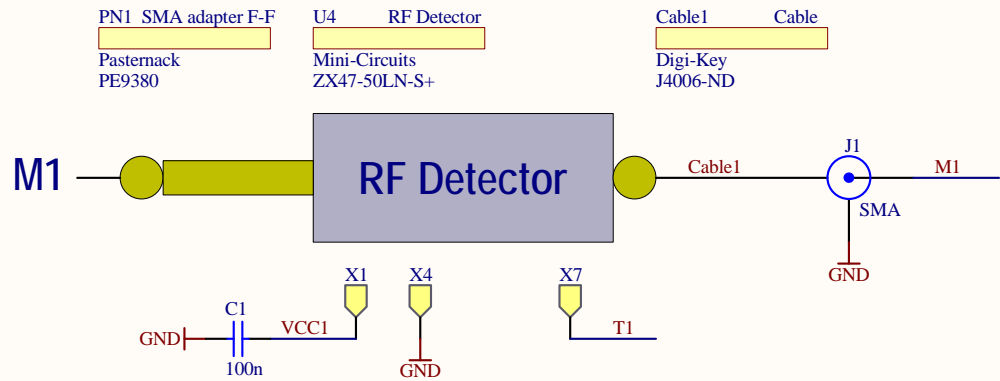 PN1 SMA adapter F-F
Pasternack
PE9380
U4 RF Detector
Mini-Circuits
ZX47-50LN-S+
Cable1 Cable
Digi-Key
J4006-ND
M1
RF Detector
Cable1
J1
M1
SMA
GND
X1
X4
X7
C1
GND
VCC1
T1
100n
GND